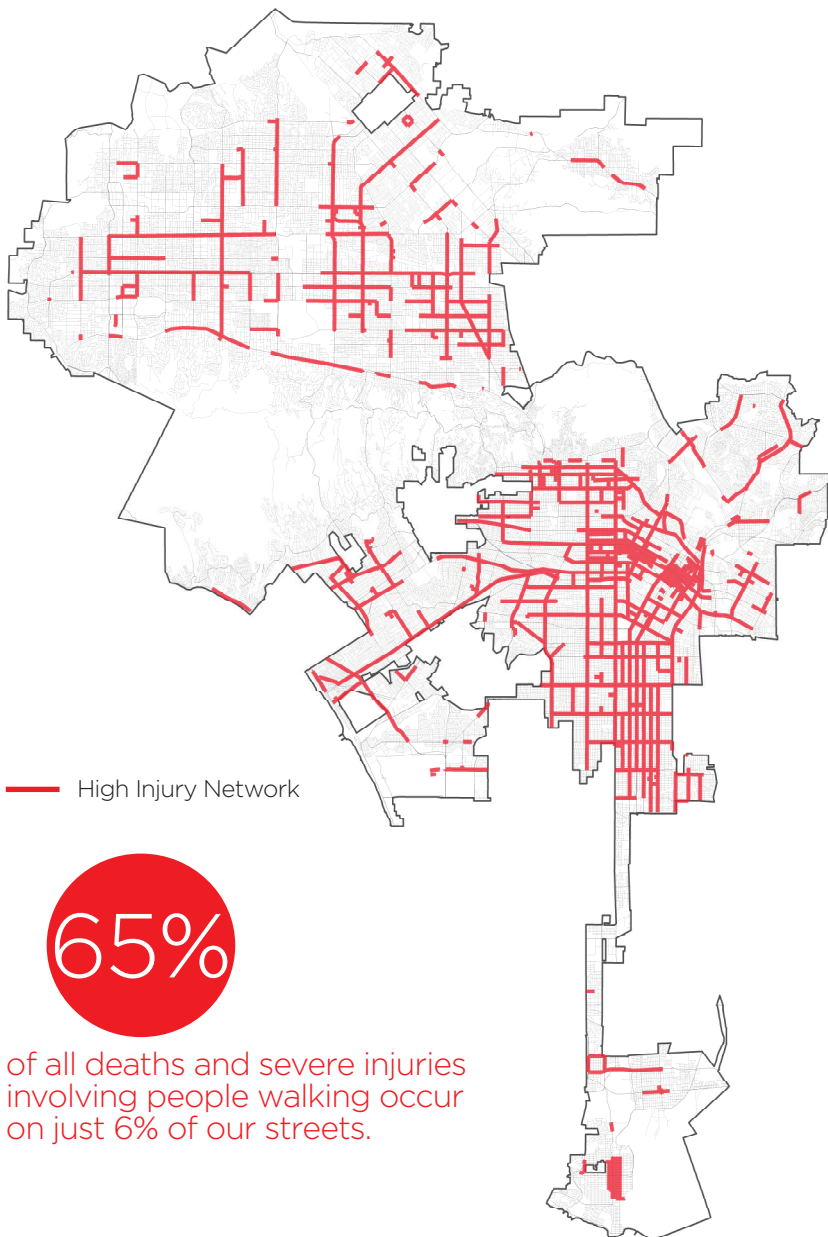 High Injury Network
65%
of all deaths and severe injuries
involving people walking occur
on just 6% of our streets.